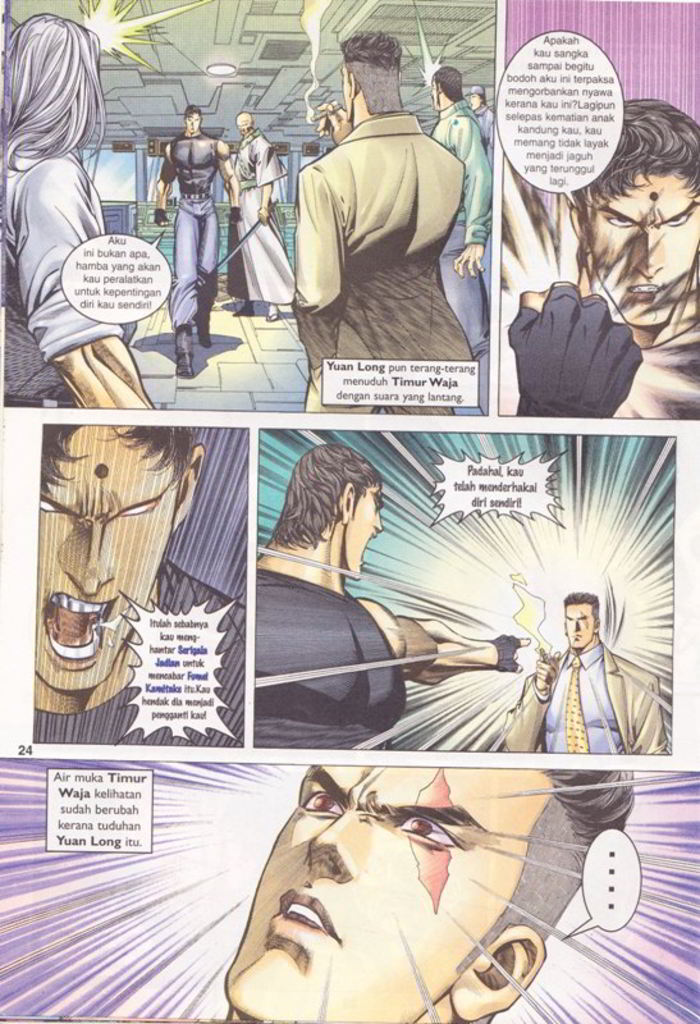 Aku
ini bukan apa,
hamba yang akan
kau peralatkan
untuk kepentingan
diri kau sendiri!
Yuan Long pun terang-terang
menuduh Timur Waja
dengan suara yang lantang.
Apakah
kau sangka
sampai begitu
bodoh aku ini terpaksa
mengorbankan nyawa
kerana kau ini?Lagipun
selepas kematian anak
kandung kau, kau
memang tidak layak
menjadi jaguh
terunggul
lagi.
Itulah sebabnya
kau meng-
hantar Serigala
Jadian untuk
mencabar Fumei
Kamitake itu.Kau
hendak dia menjadi
pengganti kau!
Padahal, kau
telah menderhakai
diri sendiri!
24
Air muka Timur
Waja kelihatan
sudah berubah
kerana tuduhan
Yuan Long itu.
....